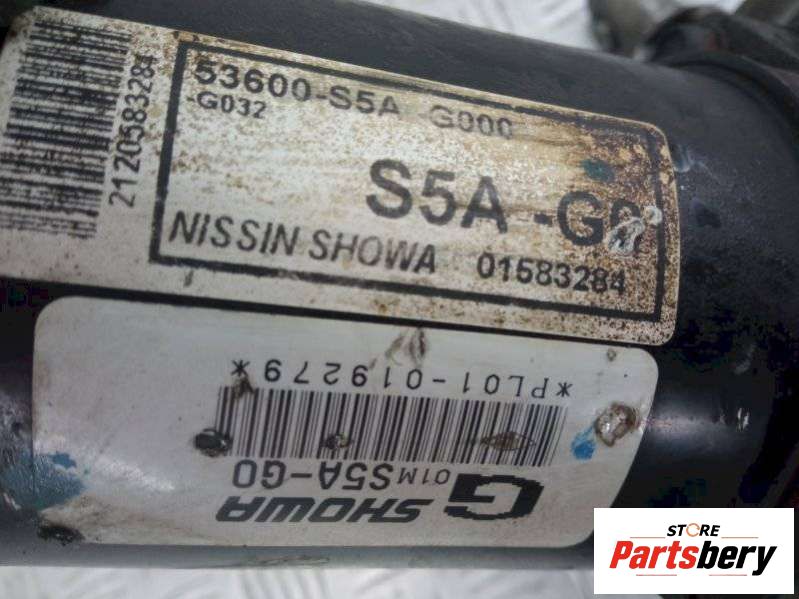 53600-S5A -G000
-G032
S5A -G0
NISSIN SHOWA 01583284
2120583284
*PL01-019279*
01M S5A-G0
G SHOWA
STORE
Partsbery